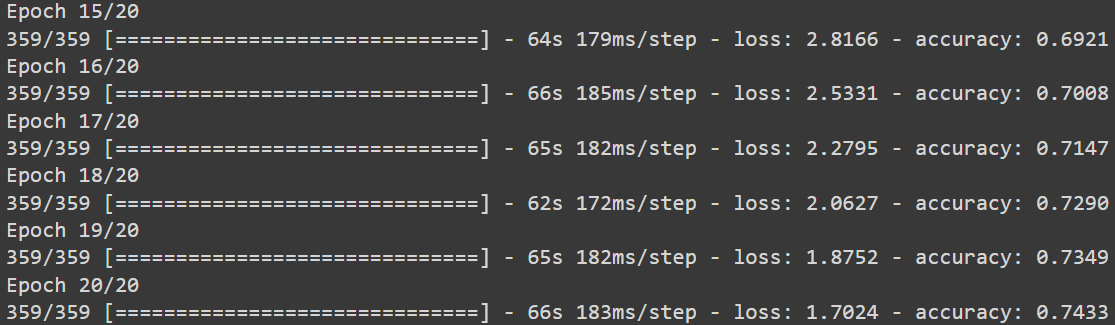 Epoch 15/20
359/359 [==============================] - 64s 179ms/step - loss: 2.8166 - accuracy: 0.6921
Epoch 16/20
359/359 [==============================] - 66s 185ms/step - loss: 2.5331 - accuracy: 0.7008
Epoch 17/20
359/359 [==============================] - 65s 182ms/step - loss: 2.2795 - accuracy: 0.7147
Epoch 18/20
359/359 [==============================] - 62s 172ms/step - loss: 2.0627 - accuracy: 0.7290
Epoch 19/20
359/359 [==============================] - 65s 182ms/step - loss: 1.8752 - accuracy: 0.7349
Epoch 20/20
359/359 [==============================] - 66s 183ms/step - loss: 1.7024 - accuracy: 0.7433